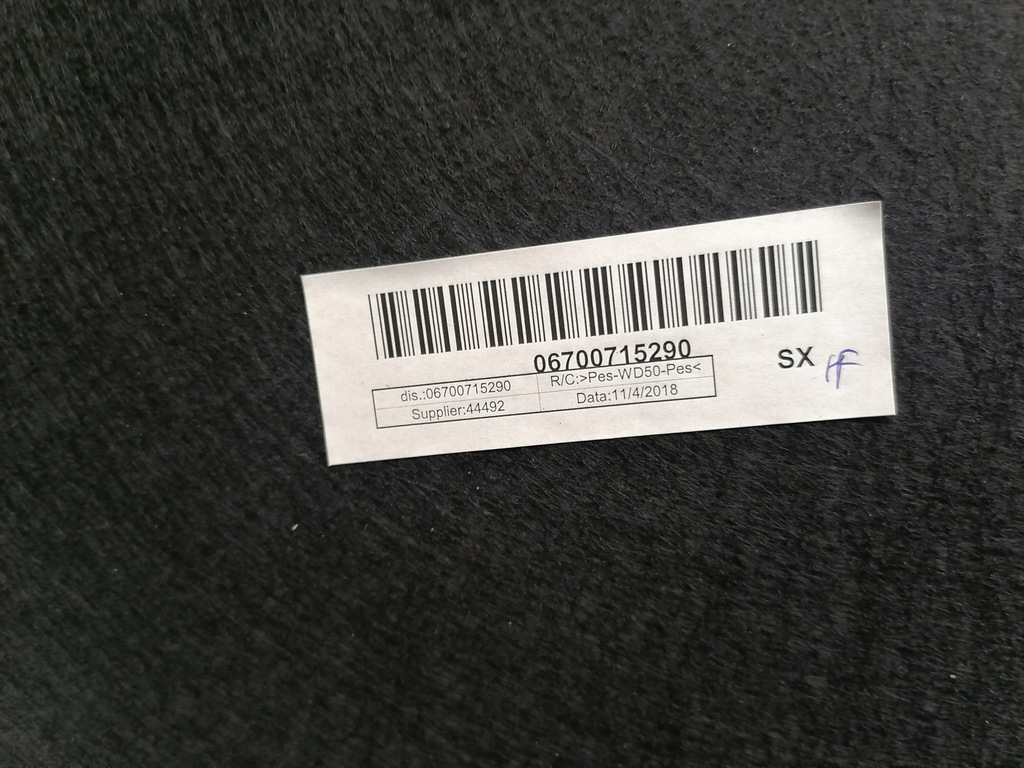 06700715290
SX
dis.:06700715290
R/C:>Pes-WD50-Pes<
Supplier:44492
Data:11/4/2018